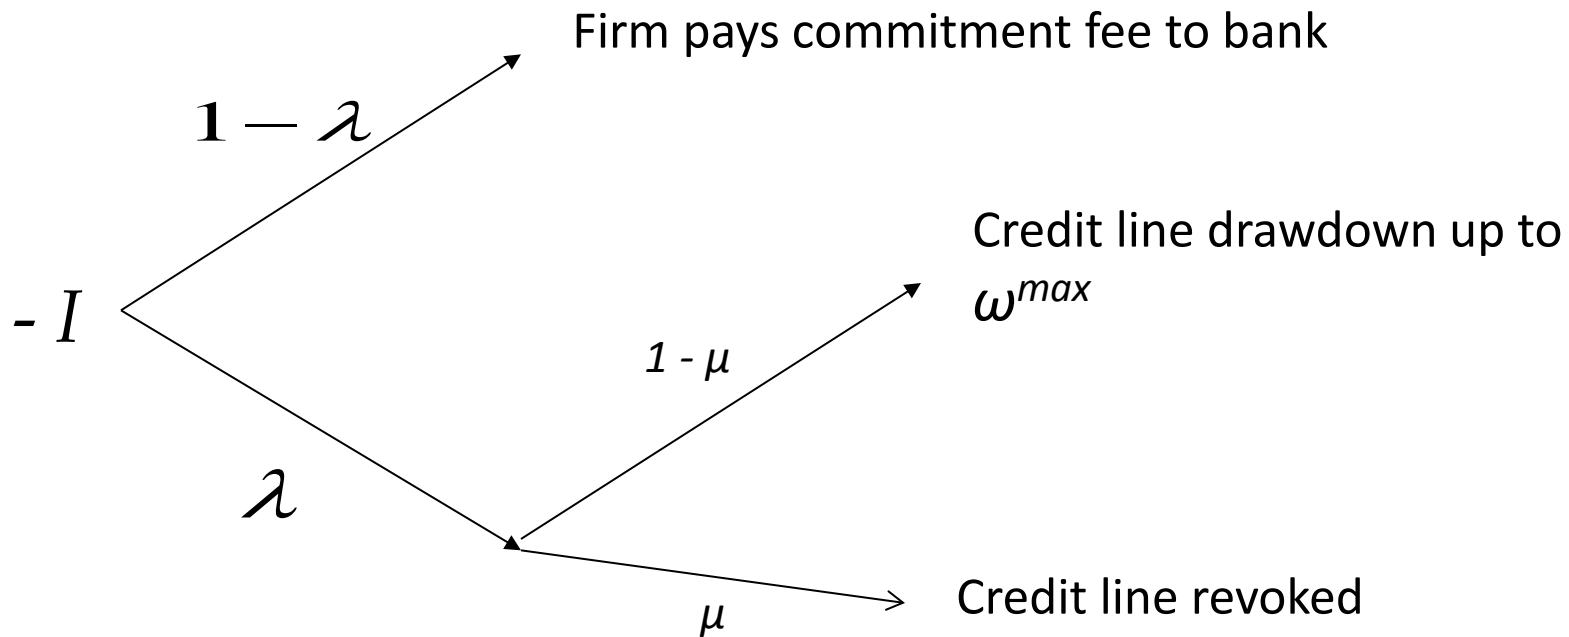 Firm pays commitment fee to bank
1 − λ
Credit line drawdown up to
ω^max
- I
1 - μ
λ
Credit line revoked
μ